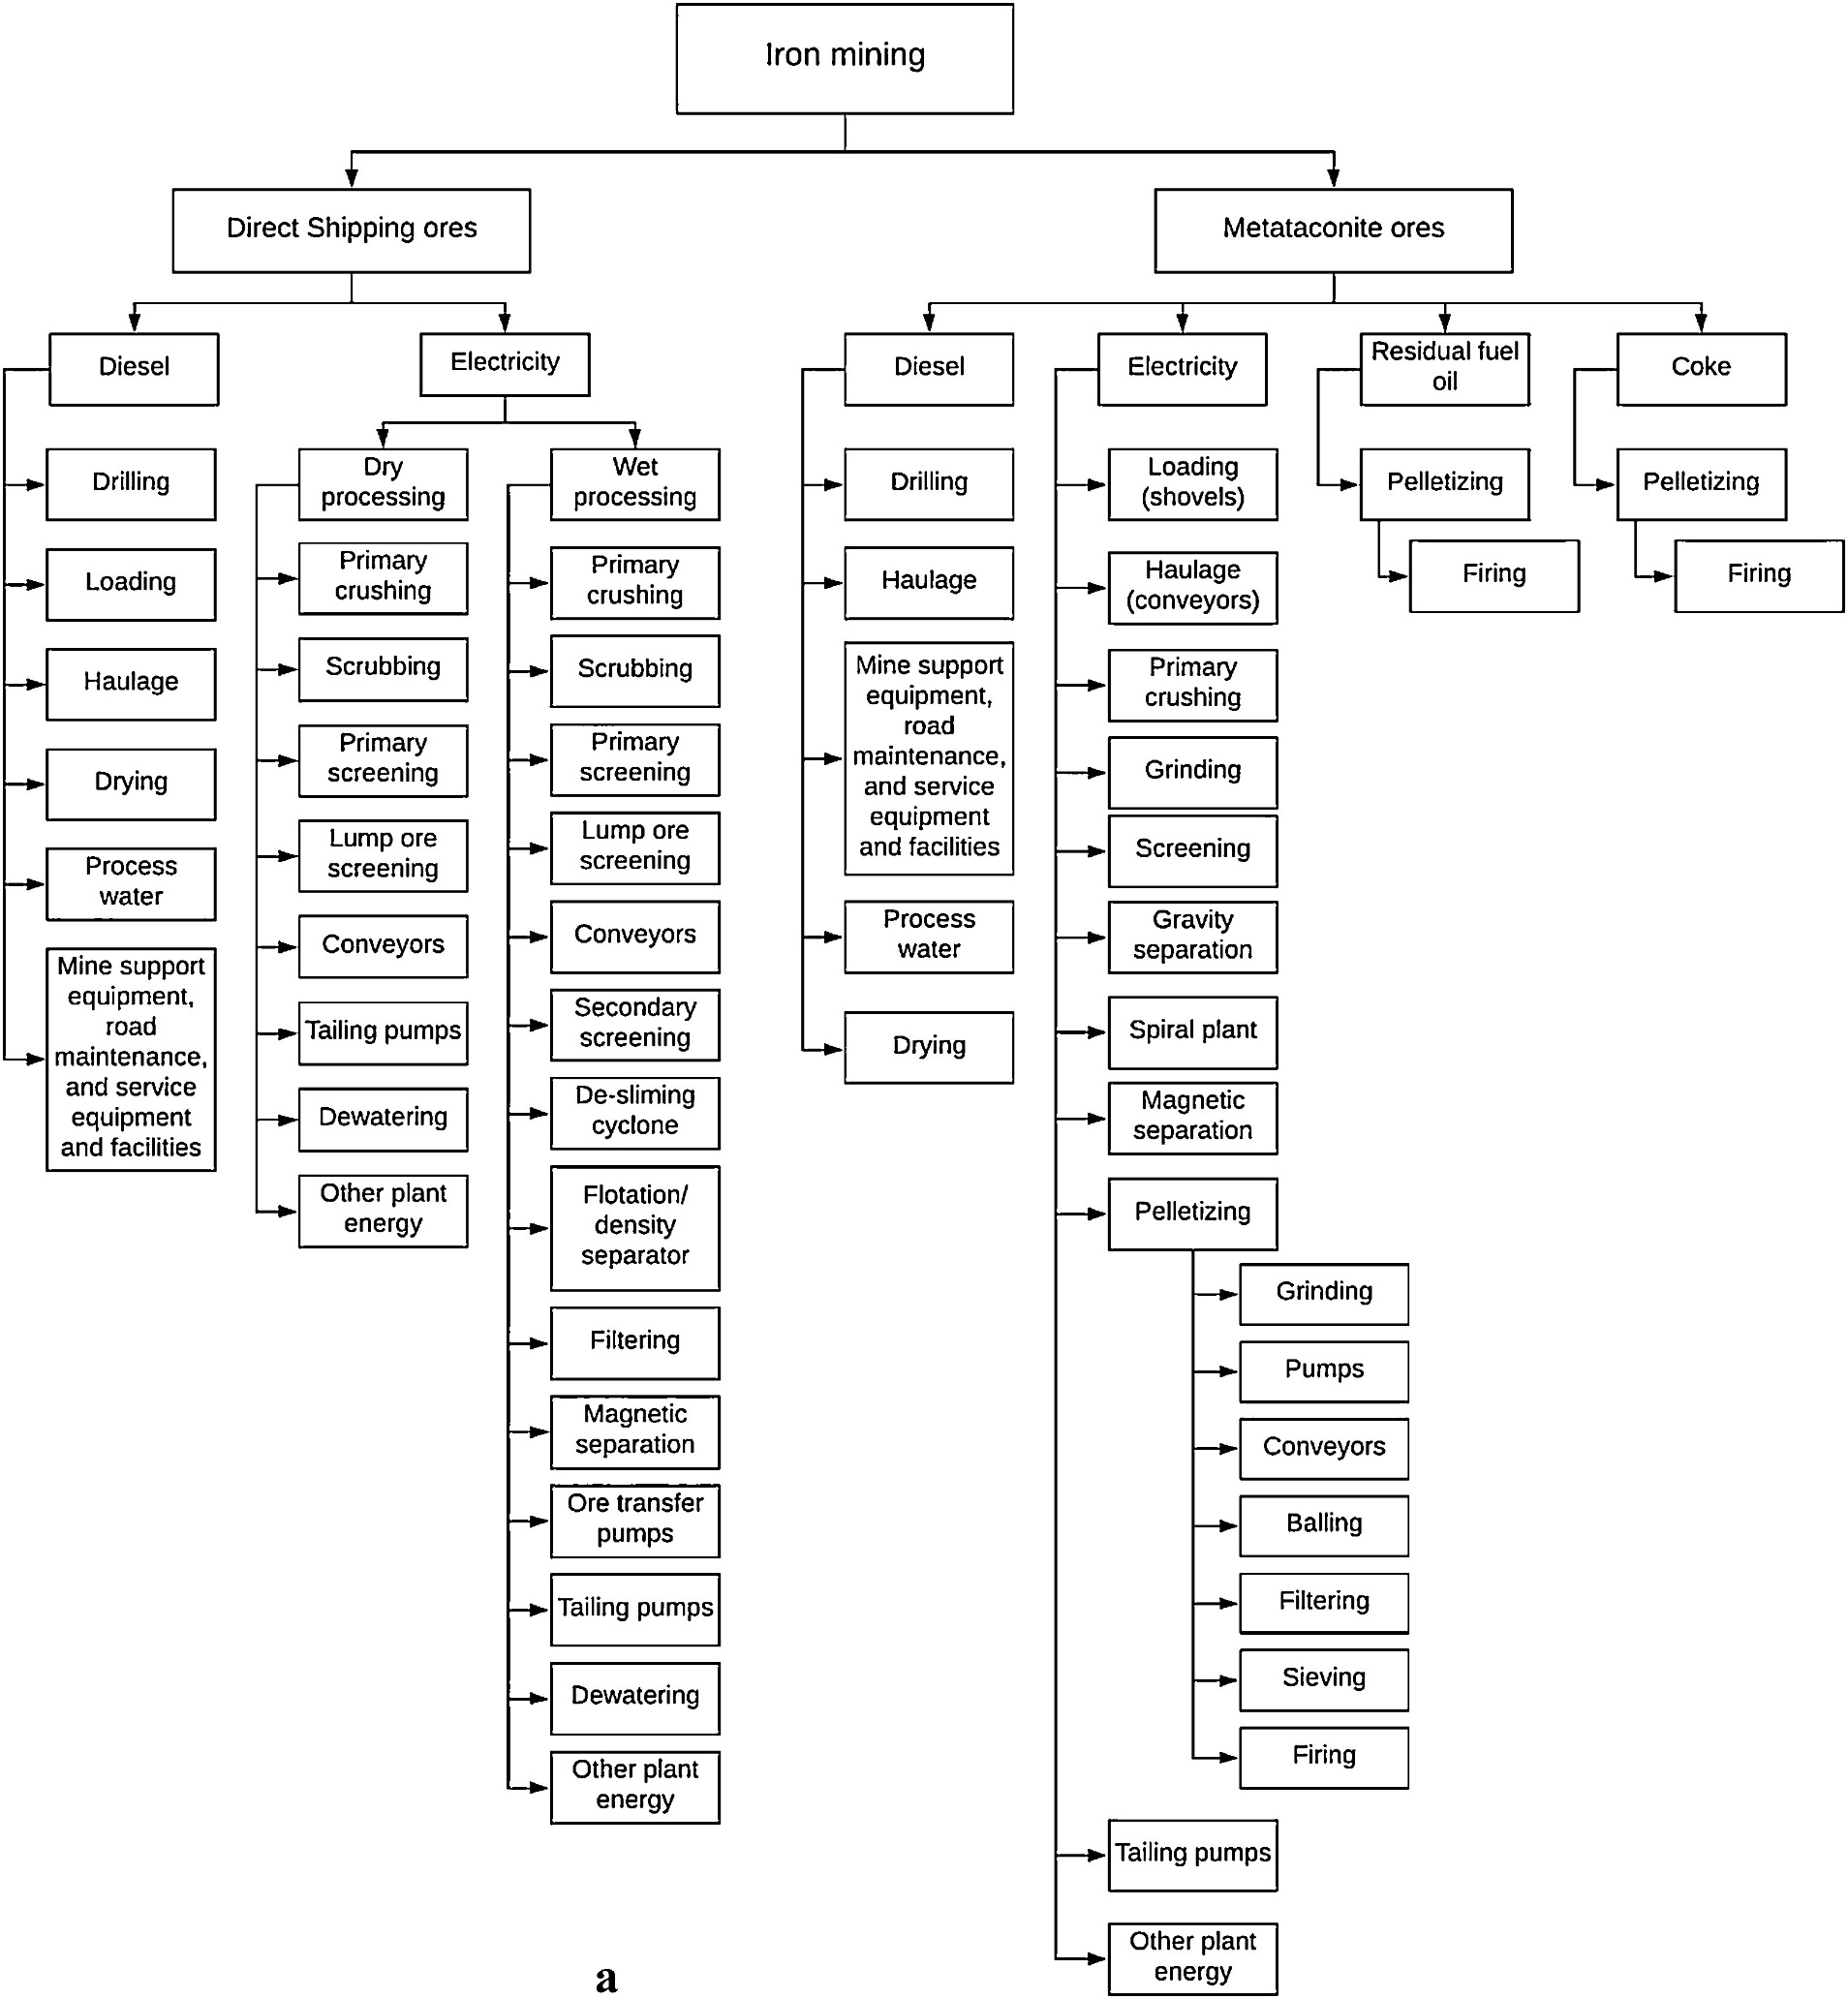 Iron mining
Direct Shipping ores
Metataconite ores
Diesel
Drilling
Loading
Haulage
Drying
Process
water
Mine support
equipment,
road
maintenance,
and service
equipment
and facilities
Electricity
Dry
processing
Primary
crushing
Scrubbing
Primary
screening
Lump ore
screening
Conveyors
Tailing pumps
Dewatering
Other plant
energy
Wet
processing
Primary
crushing
Scrubbing
Primary
screening
Lump ore
screening
Conveyors
Secondary
screening
De-sliming
cyclone
Flotation/
density
separator
Filtering
Magnetic
separation
Ore transfer
pumps
Tailing pumps
Dewatering
Other plant
energy
Diesel
Drilling
Haulage
Mine support
equipment,
road
maintenance,
and service
equipment
and facilities
Process
water
Drying
Electricity
Loading
(shovels)
Haulage
(conveyors)
Primary
crushing
Grinding
Screening
Gravity
separation
Spiral plant
Magnetic
separation
Pelletizing
Grinding
Pumps
Conveyors
Balling
Filtering
Sieving
Firing
Tailing pumps
Other plant
energy
Residual fuel
oil
Pelletizing
Firing
Coke
Pelletizing
Firing
a